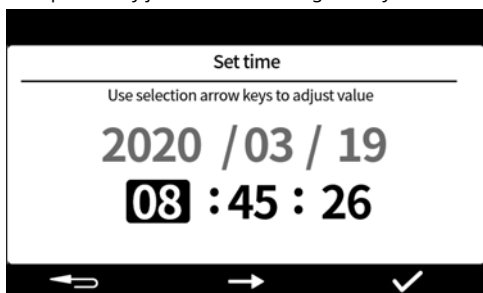 Set time
Use selection arrow keys to adjust value
2020 / 03 / 19
08 : 45 : 26